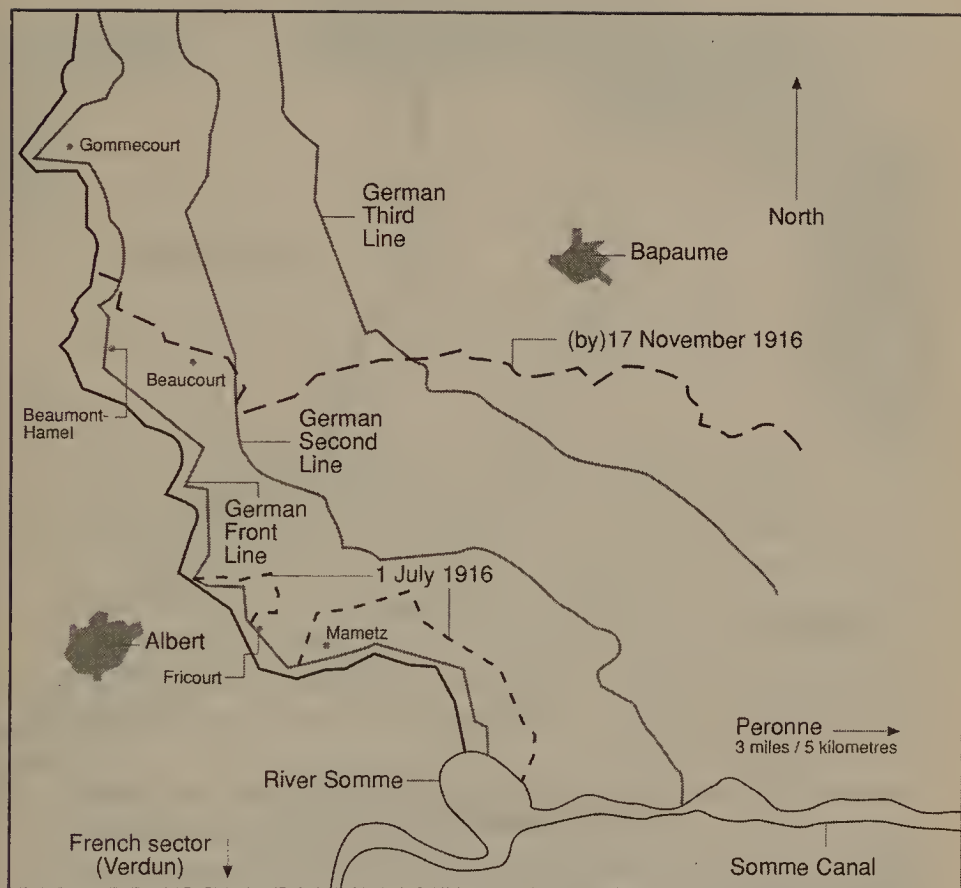 Gommecourt
German
Third
Line
North
Bapaume
(by)17 November 1916
Beaucourt
Beaumont-
Hamel
German
Second
Line
German
Front
Line
1 July 1916
Albert
Mametz
Fricourt
Peronne
3 miles / 5 kilometres
River Somme
French sector
(Verdun)
Somme Canal